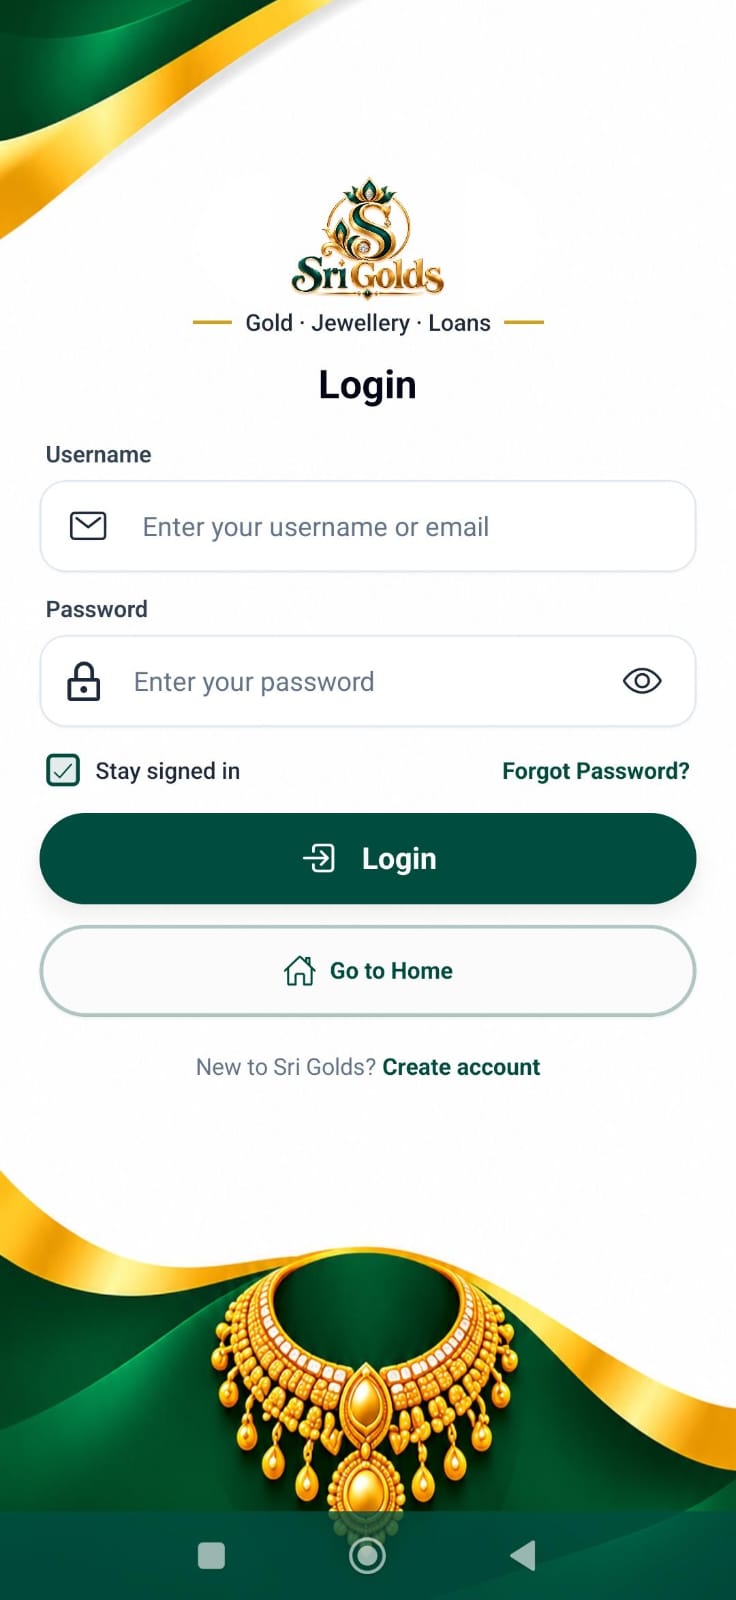 Sri Golds
Gold · Jewellery · Loans
Login
Username
Enter your username or email
Password
Enter your password
Stay signed in
Forgot Password?
Login
Go to Home
New to Sri Golds? Create account